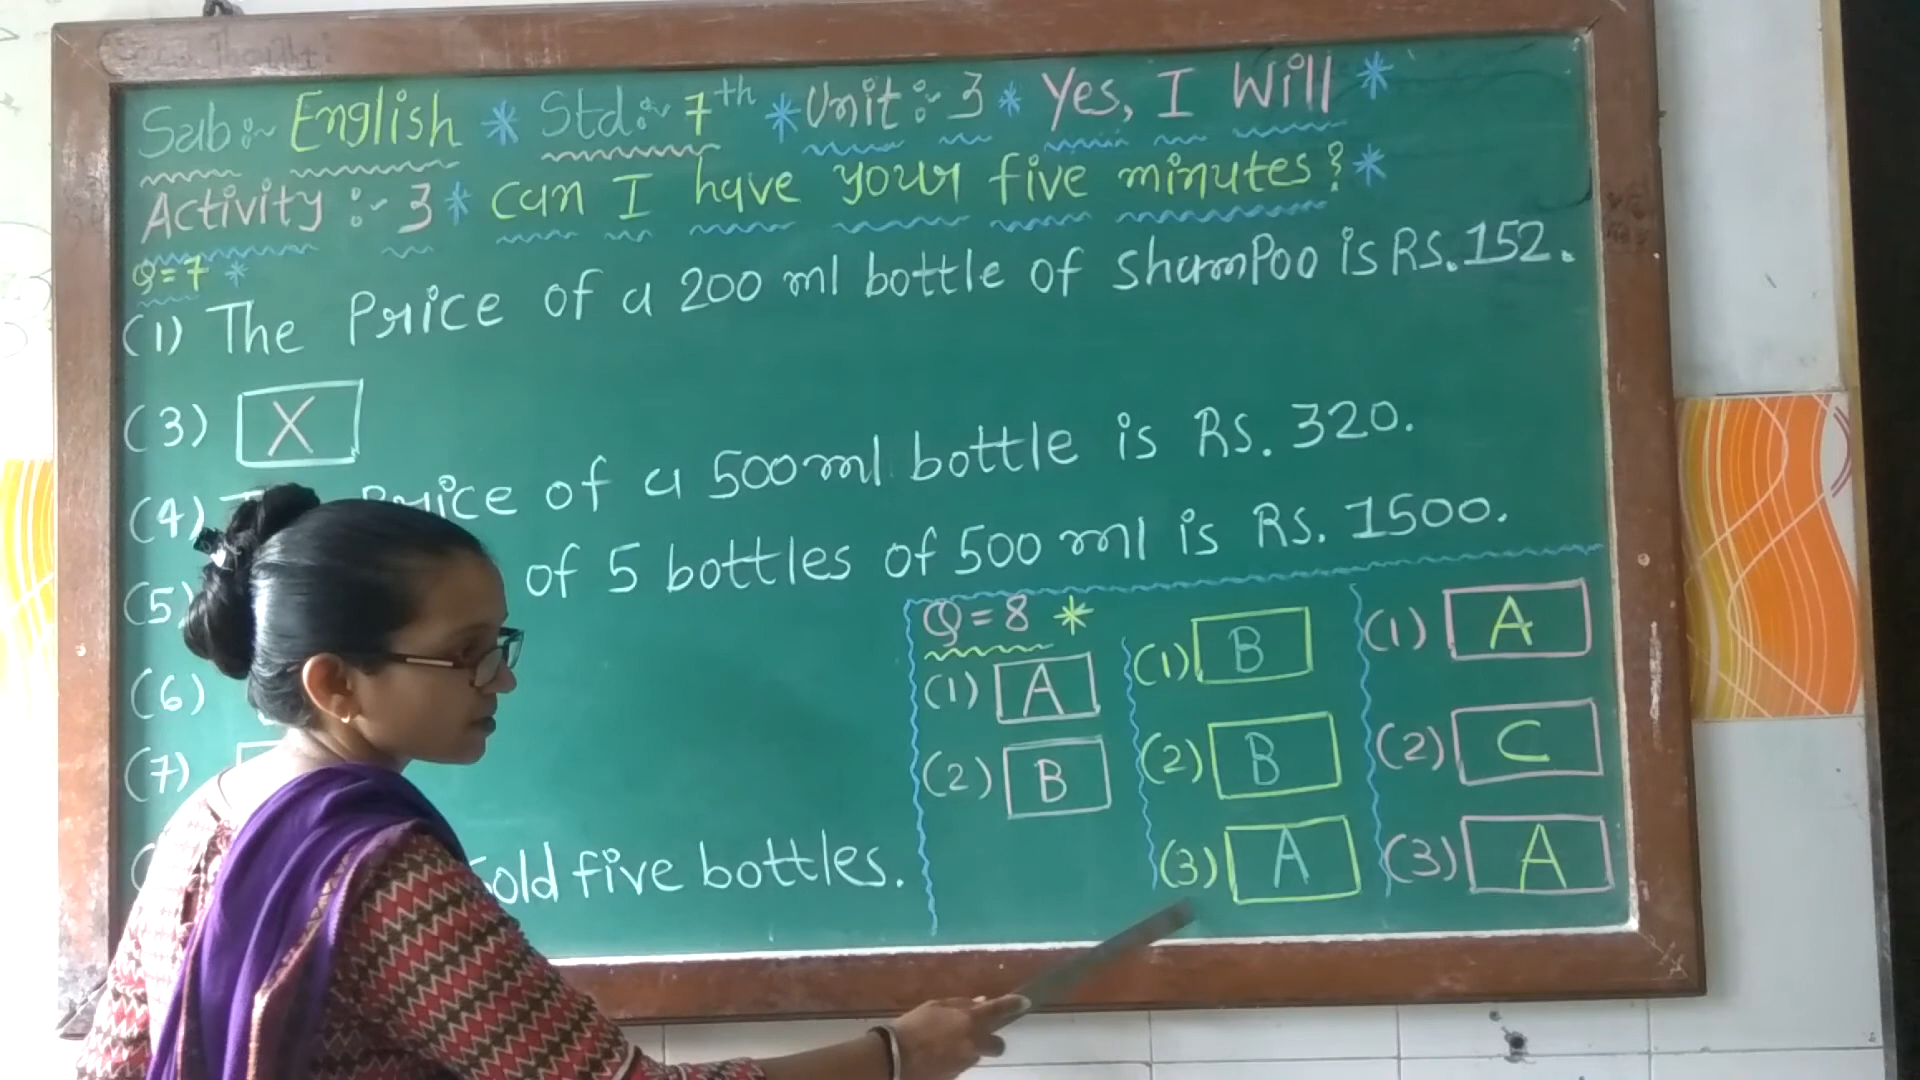 Sub:- English * Std:- 7th * Unit:- 3 * Yes, I Will *
Activity :- 3 * can I have your five minutes? *
Q=7 *
(1) The Price of a 200 ml bottle of shamPoo is Rs. 152.
(3) X
(4) Price of a 500 ml bottle is Rs. 320.
(5) of 5 bottles of 500 ml is Rs. 1500.
(6)
(7)
sold five bottles.
Q=8 *
(1) A
(2) B
(1) B
(2) B
(3) A
(1) A
(2) C
(3) A